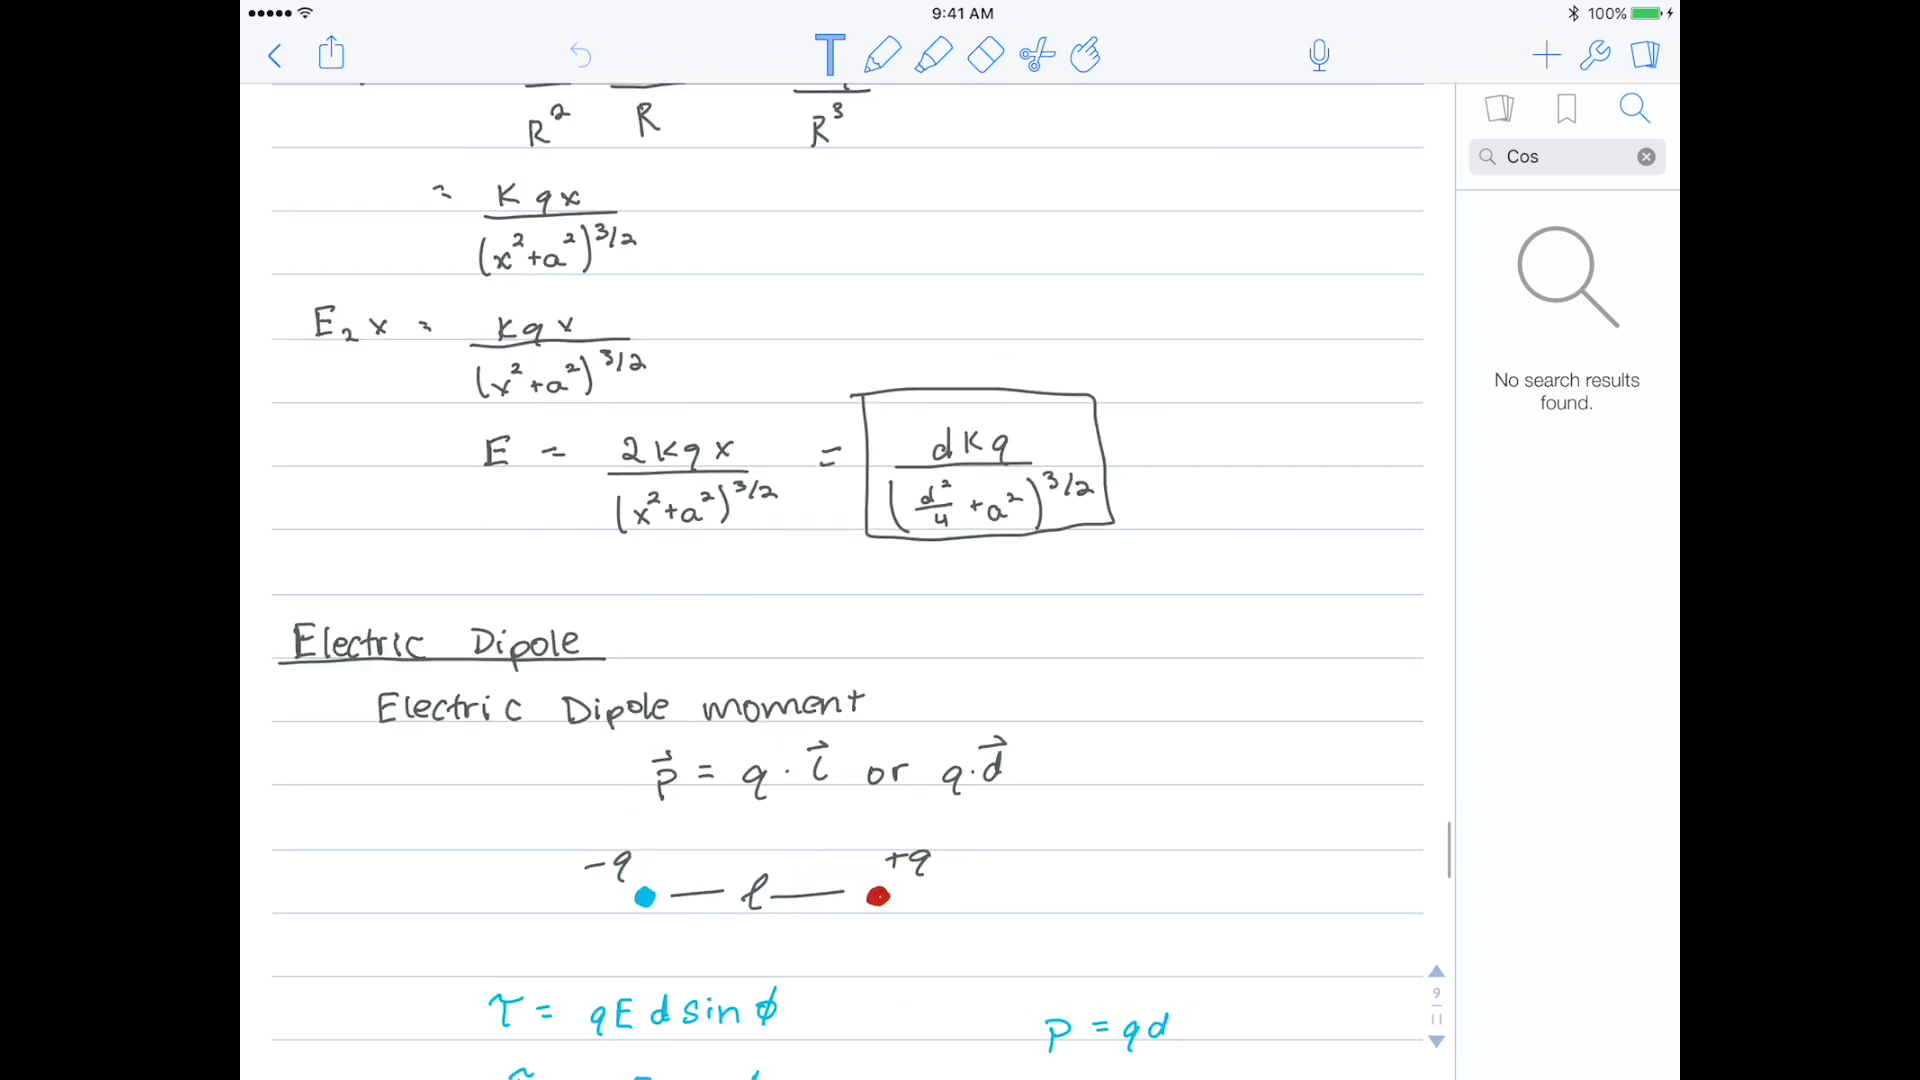 9:41 AM
100%
Cos
No search results
found.
R² R R³
= Kqx
(x²+a²)^3/2
E₂x = Kqx
(x²+a²)^3/2
E = 2Kqx = dKq
(x²+a²)^3/2 (d²/4 +a²)^3/2
Electric Dipole
Electric Dipole moment
p⃗ = q · l⃗ or q·d⃗
-q +q
l
τ = qEd sin φ
p = qd
9
11